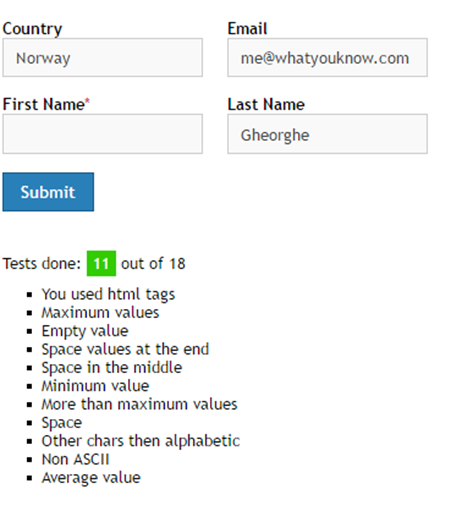 Country Email
Norway me@whatyouknow.com
First Name* Last Name
Gheorghe
Submit
Tests done: 11 out of 18
You used html tags
Maximum values
Empty value
Space values at the end
Space in the middle
Minimum value
More than maximum values
Space
Other chars then alphabetic
Non ASCII
Average value